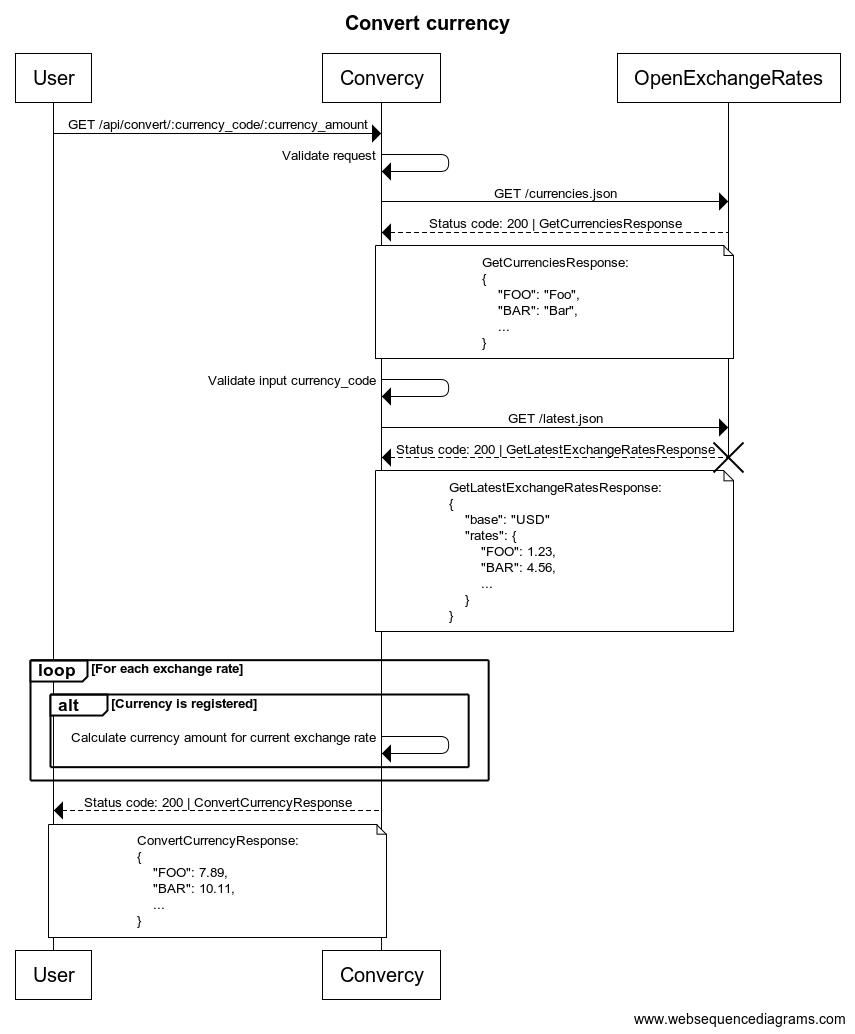 Convert currency
User
Convercy
OpenExchangeRates
GET /api/convert/:currency_code/:currency_amount
Validate request
GET /currencies.json
Status code: 200 | GetCurrenciesResponse
GetCurrenciesResponse:
{
"FOO": "Foo",
"BAR": "Bar",
...
}
Validate input currency_code
GET /latest.json
Status code: 200 | GetLatestExchangeRatesResponse
GetLatestExchangeRatesResponse:
{
"base": "USD"
"rates": {
"FOO": 1.23,
"BAR": 4.56,
...
}
}
loop [For each exchange rate]
alt [Currency is registered]
Calculate currency amount for current exchange rate
Status code: 200 | ConvertCurrencyResponse
ConvertCurrencyResponse:
{
"FOO": 7.89,
"BAR": 10.11,
...
}
User
Convercy
www.websequencediagrams.com